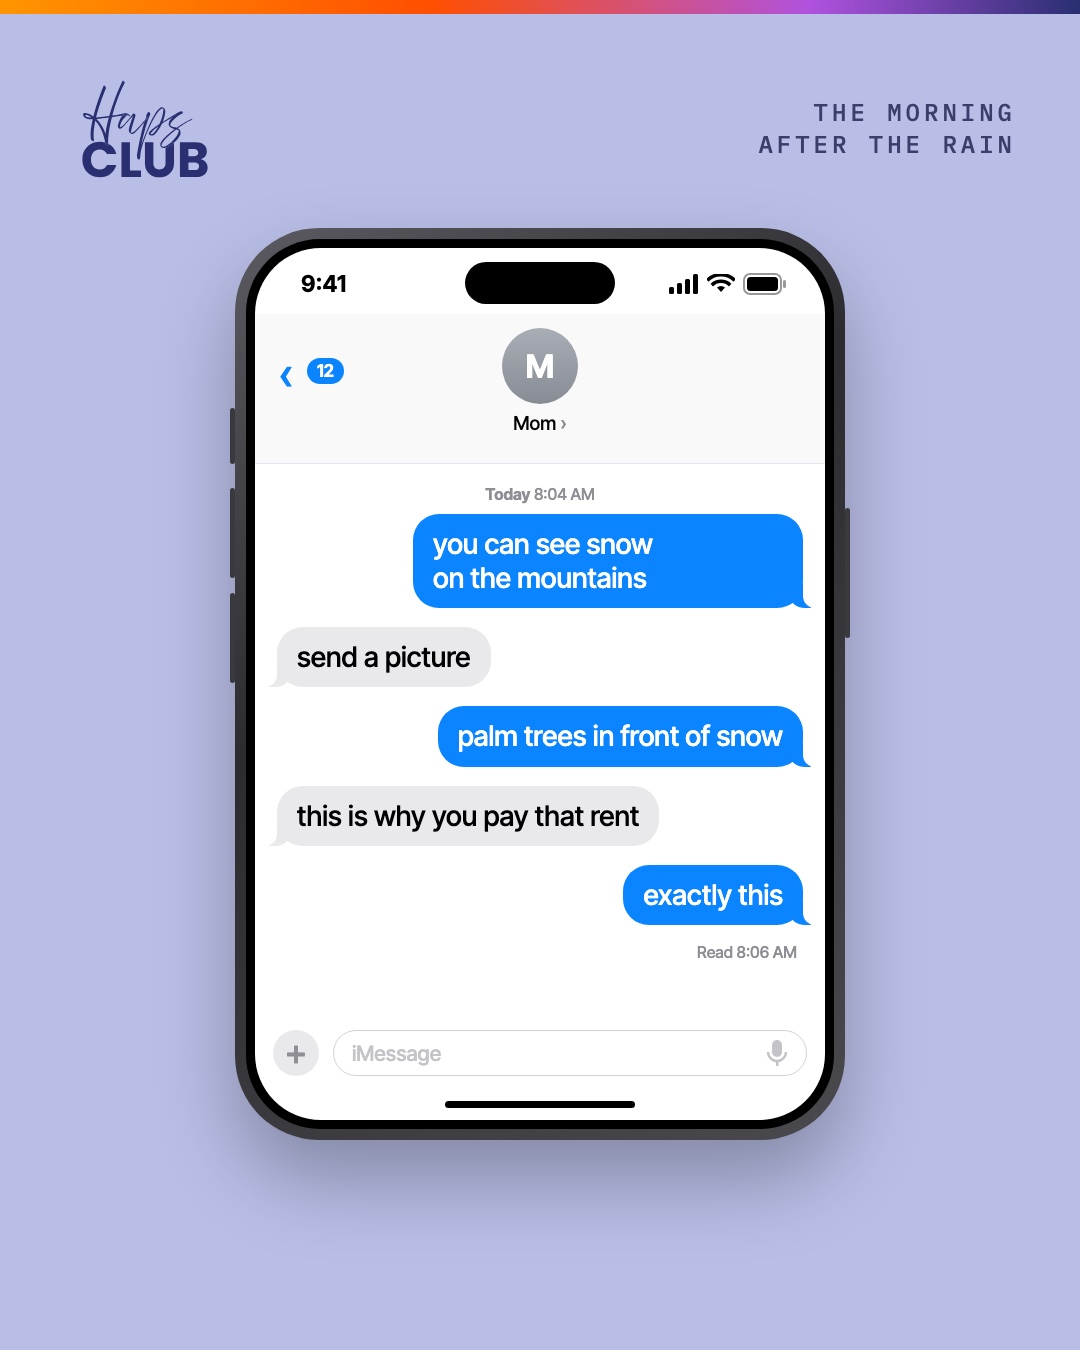 Haps
CLUB
THE MORNING
AFTER THE RAIN
9:41
12
M
Mom ›
Today 8:04 AM
you can see snow
on the mountains
send a picture
palm trees in front of snow
this is why you pay that rent
exactly this
Read 8:06 AM
iMessage